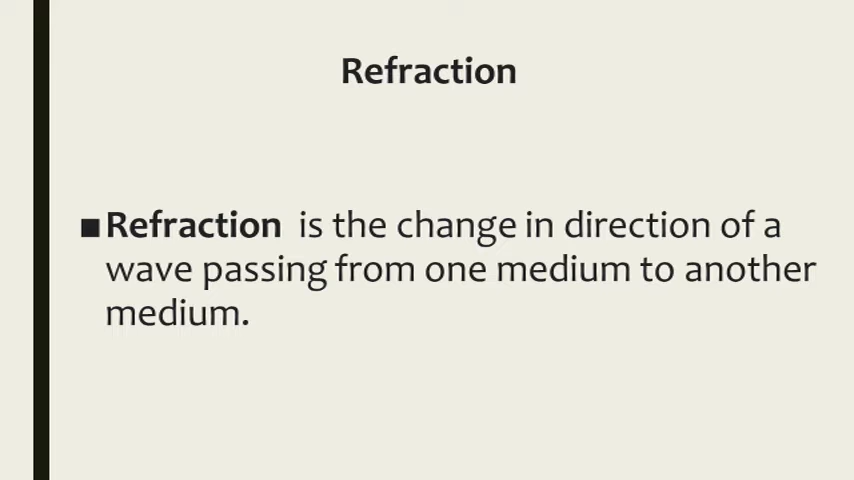 Refraction
■Refraction is the change in direction of a
wave passing from one medium to another
medium.